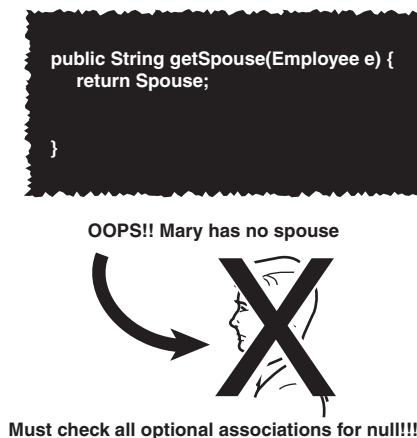 public String getSpouse(Employee e) {
return Spouse;
}
OOPS!! Mary has no spouse
Must check all optional associations for null!!!